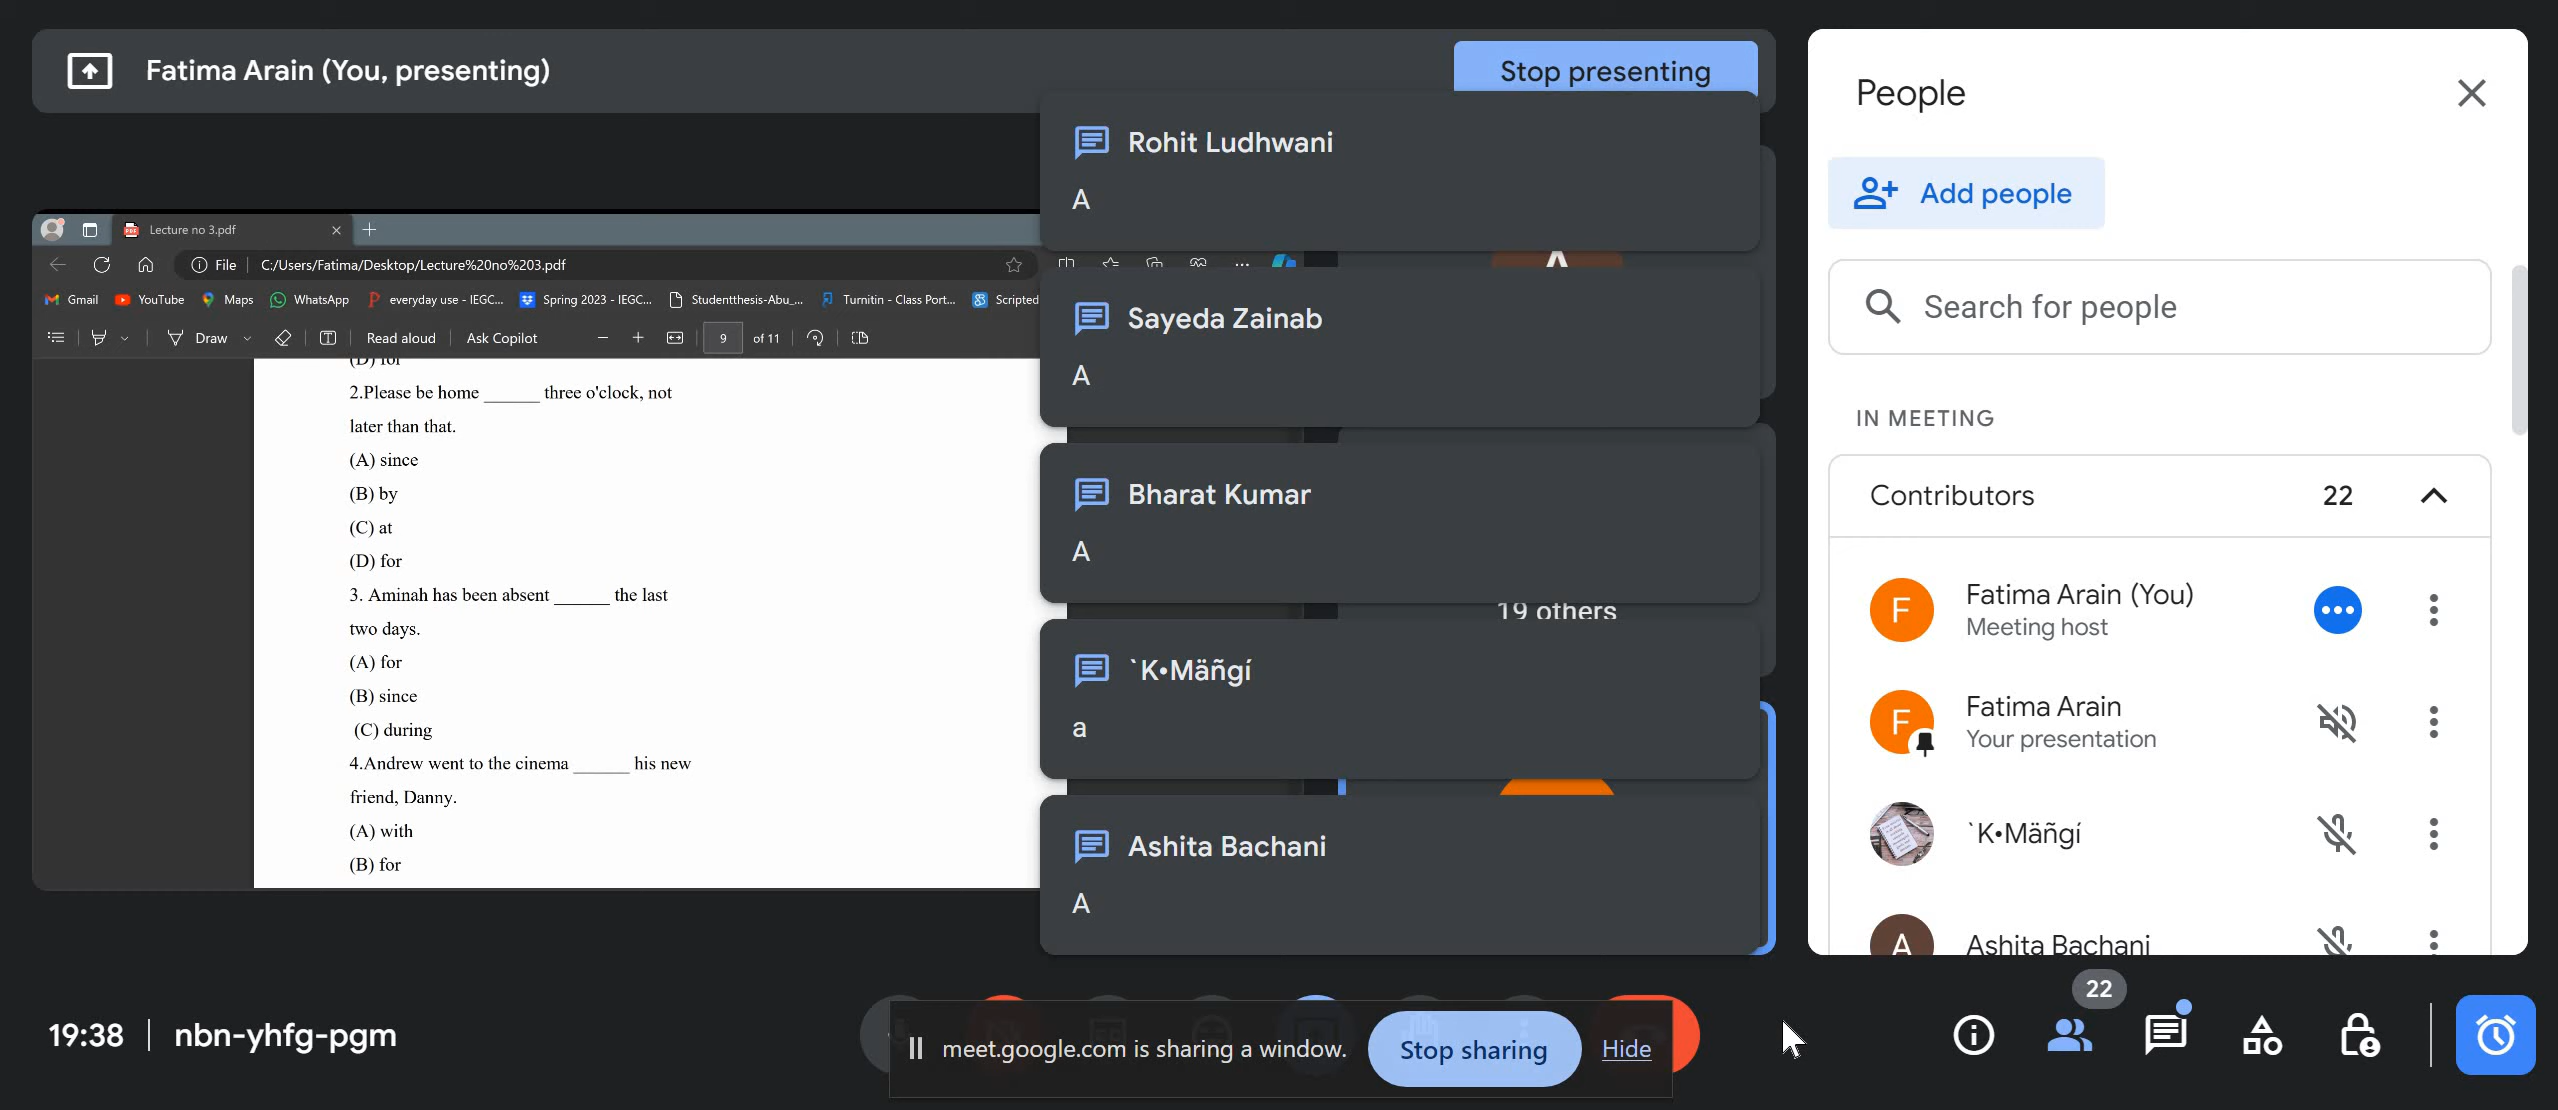 Fatima Arain (You, presenting)
Stop presenting
Lecture no 3.pdf
File
C:/Users/Fatima/Desktop/Lecture%20no%203.pdf
Gmail
YouTube
Maps
WhatsApp
everyday use - IEGC...
Spring 2023 - IEGC...
Studentthesis-Abu_...
Turnitin - Class Port...
Scripted
Draw
Read aloud
Ask Copilot
9
of 11
(D) for
2.Please be home ______ three o'clock, not
later than that.
(A) since
(B) by
(C) at
(D) for
3. Aminah has been absent ______ the last
two days.
(A) for
(B) since
(C) during
4.Andrew went to the cinema ______ his new
friend, Danny.
(A) with
(B) for
Rohit Ludhwani
A
Sayeda Zainab
A
Bharat Kumar
A
19 others
`K•Mäñgí
a
Ashita Bachani
A
People
Add people
Search for people
IN MEETING
Contributors
22
F
Fatima Arain (You)
Meeting host
F
Fatima Arain
Your presentation
`K•Mäñgí
A
Ashita Bachani
19:38
nbn-yhfg-pgm
meet.google.com is sharing a window.
Stop sharing
Hide
22